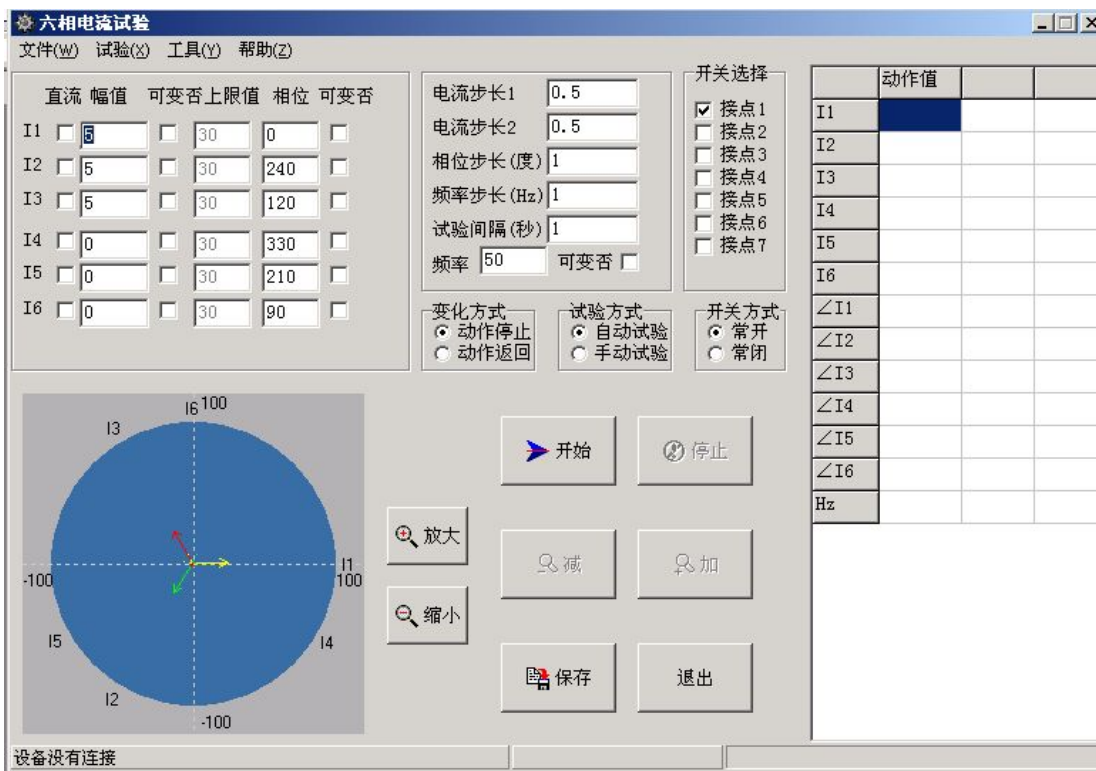 六相电流试验
文件(W) 试验(X) 工具(Y) 帮助(Z)
直流 幅值 可变否 上限值 相位 可变否
I1 5 30 0
I2 5 30 240
I3 5 30 120
I4 0 30 330
I5 0 30 210
I6 0 30 90
电流步长1 0.5
电流步长2 0.5
相位步长(度) 1
频率步长(Hz) 1
试验间隔(秒) 1
频率 50 可变否
开关选择
接点1
接点2
接点3
接点4
接点5
接点6
接点7
变化方式
动作停止
动作返回
试验方式
自动试验
手动试验
开关方式
常开
常闭
I6 100
I3
-100
I1
100
I5
I4
I2
-100
放大
缩小
开始
停止
减
加
保存
退出
动作值
I1
I2
I3
I4
I5
I6
∠I1
∠I2
∠I3
∠I4
∠I5
∠I6
Hz
设备没有连接